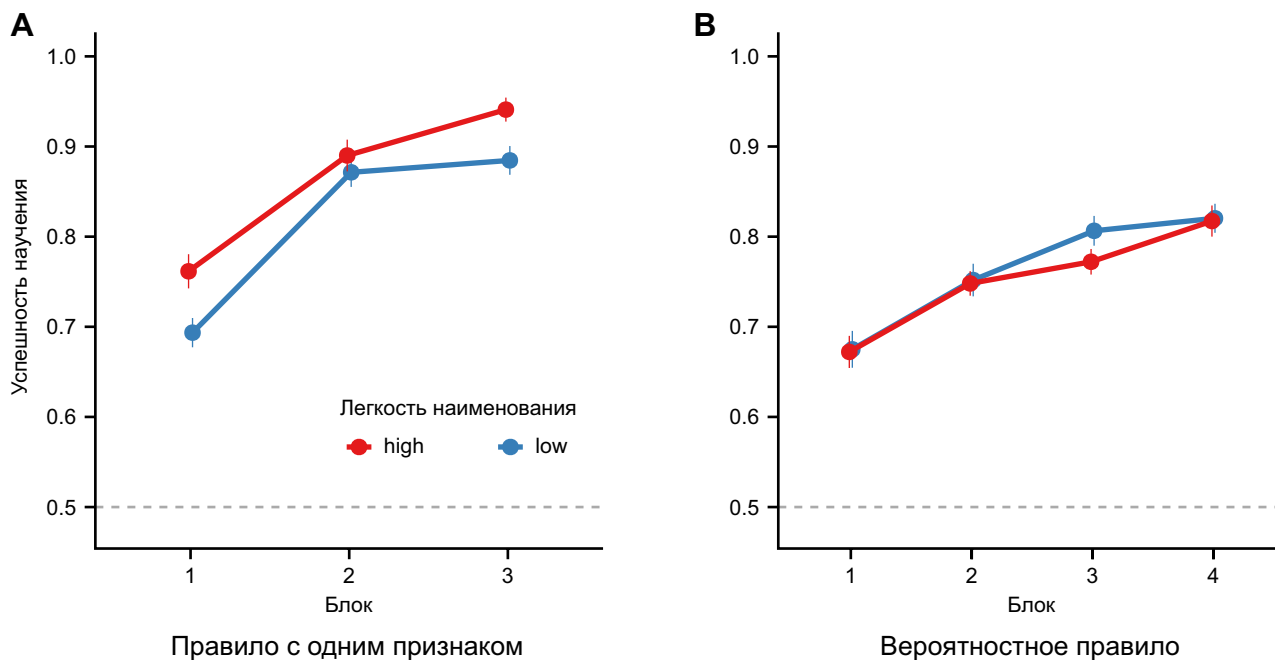 A
1.0
0.9
0.8
0.7
0.6
0.5
Успешность научения
Легкость наименования
high low
1 2 3
Блок
Правило с одним признаком
B
1.0
0.9
0.8
0.7
0.6
0.5
1 2 3 4
Блок
Вероятностное правило